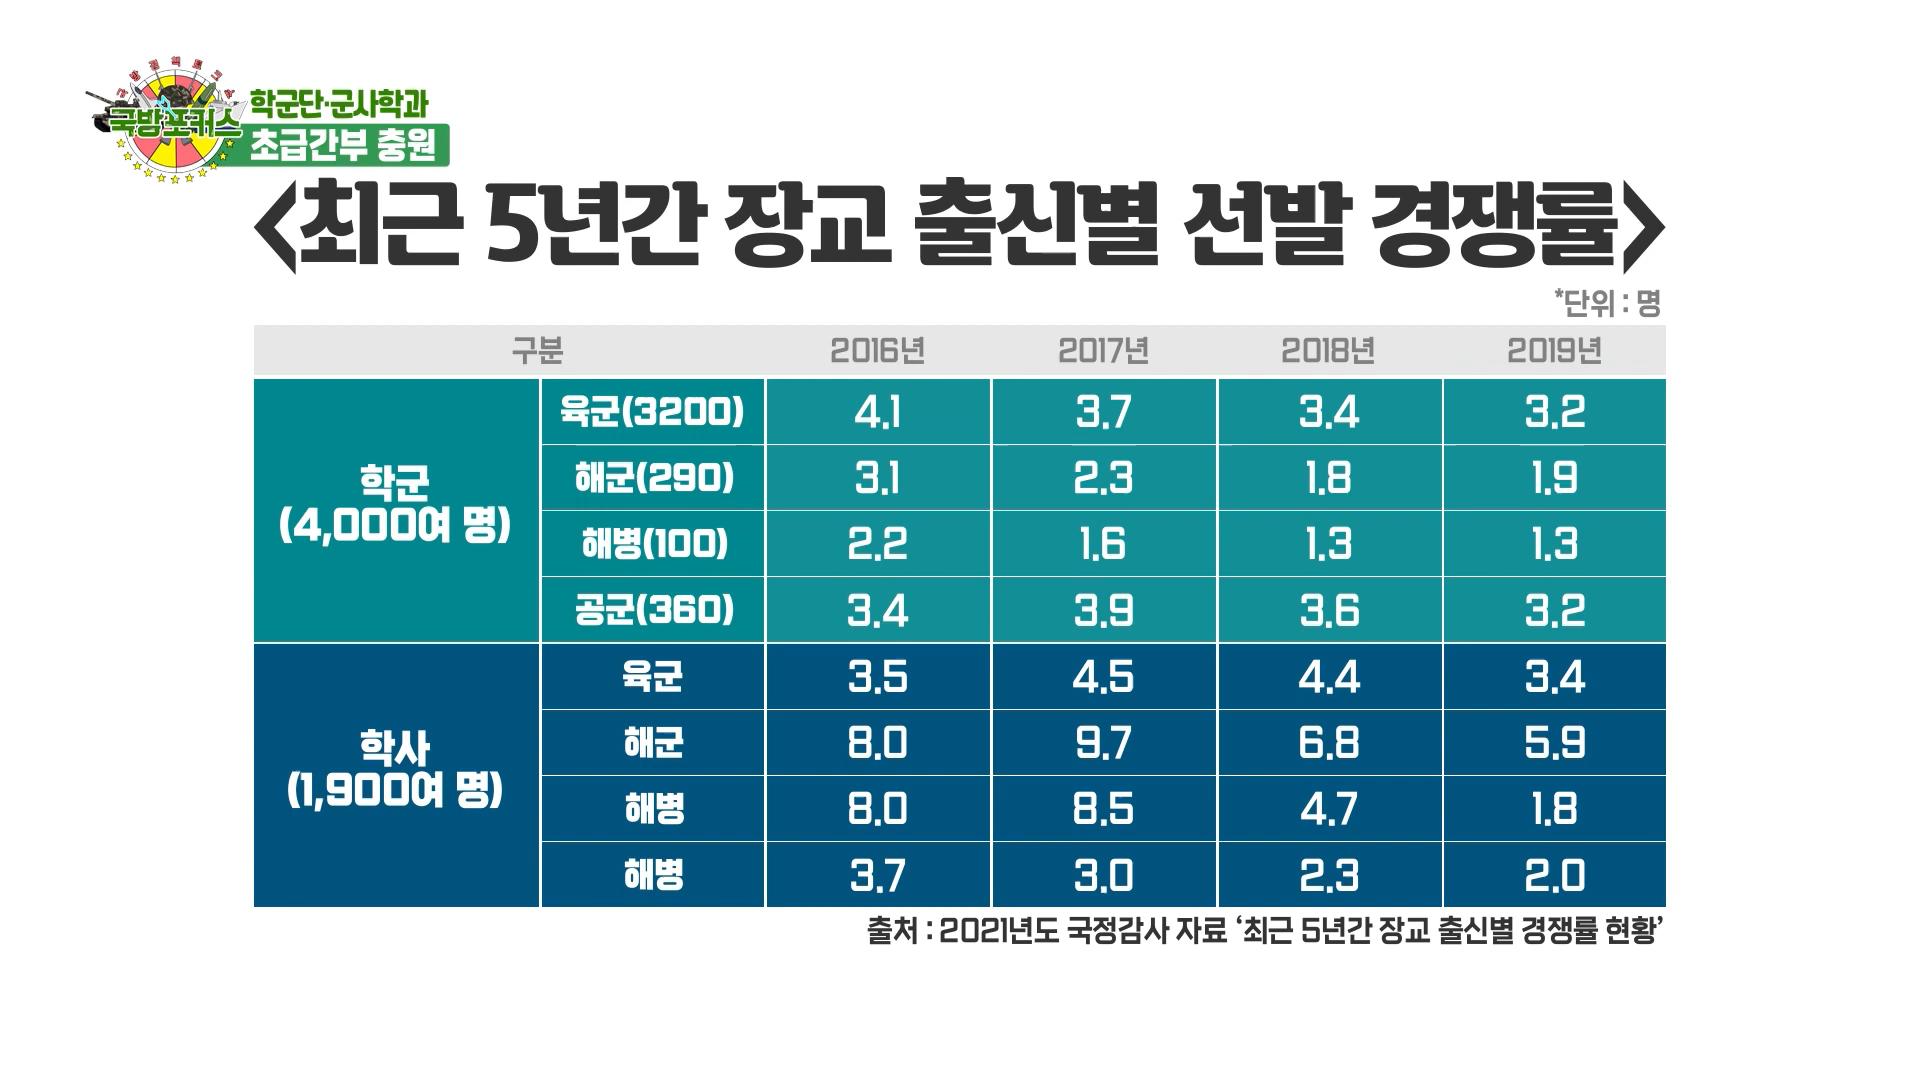 국방정책토크쇼
국방포커스
학군단·군사학과
초급간부 충원
<최근 5년간 장교 출신별 선발 경쟁률>
*단위 : 명
구분 2016년 2017년 2018년 2019년
학군
(4,000여 명)
육군(3200) 4.1 3.7 3.4 3.2
해군(290) 3.1 2.3 1.8 1.9
해병(100) 2.2 1.6 1.3 1.3
공군(360) 3.4 3.9 3.6 3.2
학사
(1,900여 명)
육군 3.5 4.5 4.4 3.4
해군 8.0 9.7 6.8 5.9
해병 8.0 8.5 4.7 1.8
해병 3.7 3.0 2.3 2.0
출처 : 2021년도 국정감사 자료 ‘최근 5년간 장교 출신별 경쟁률 현황’